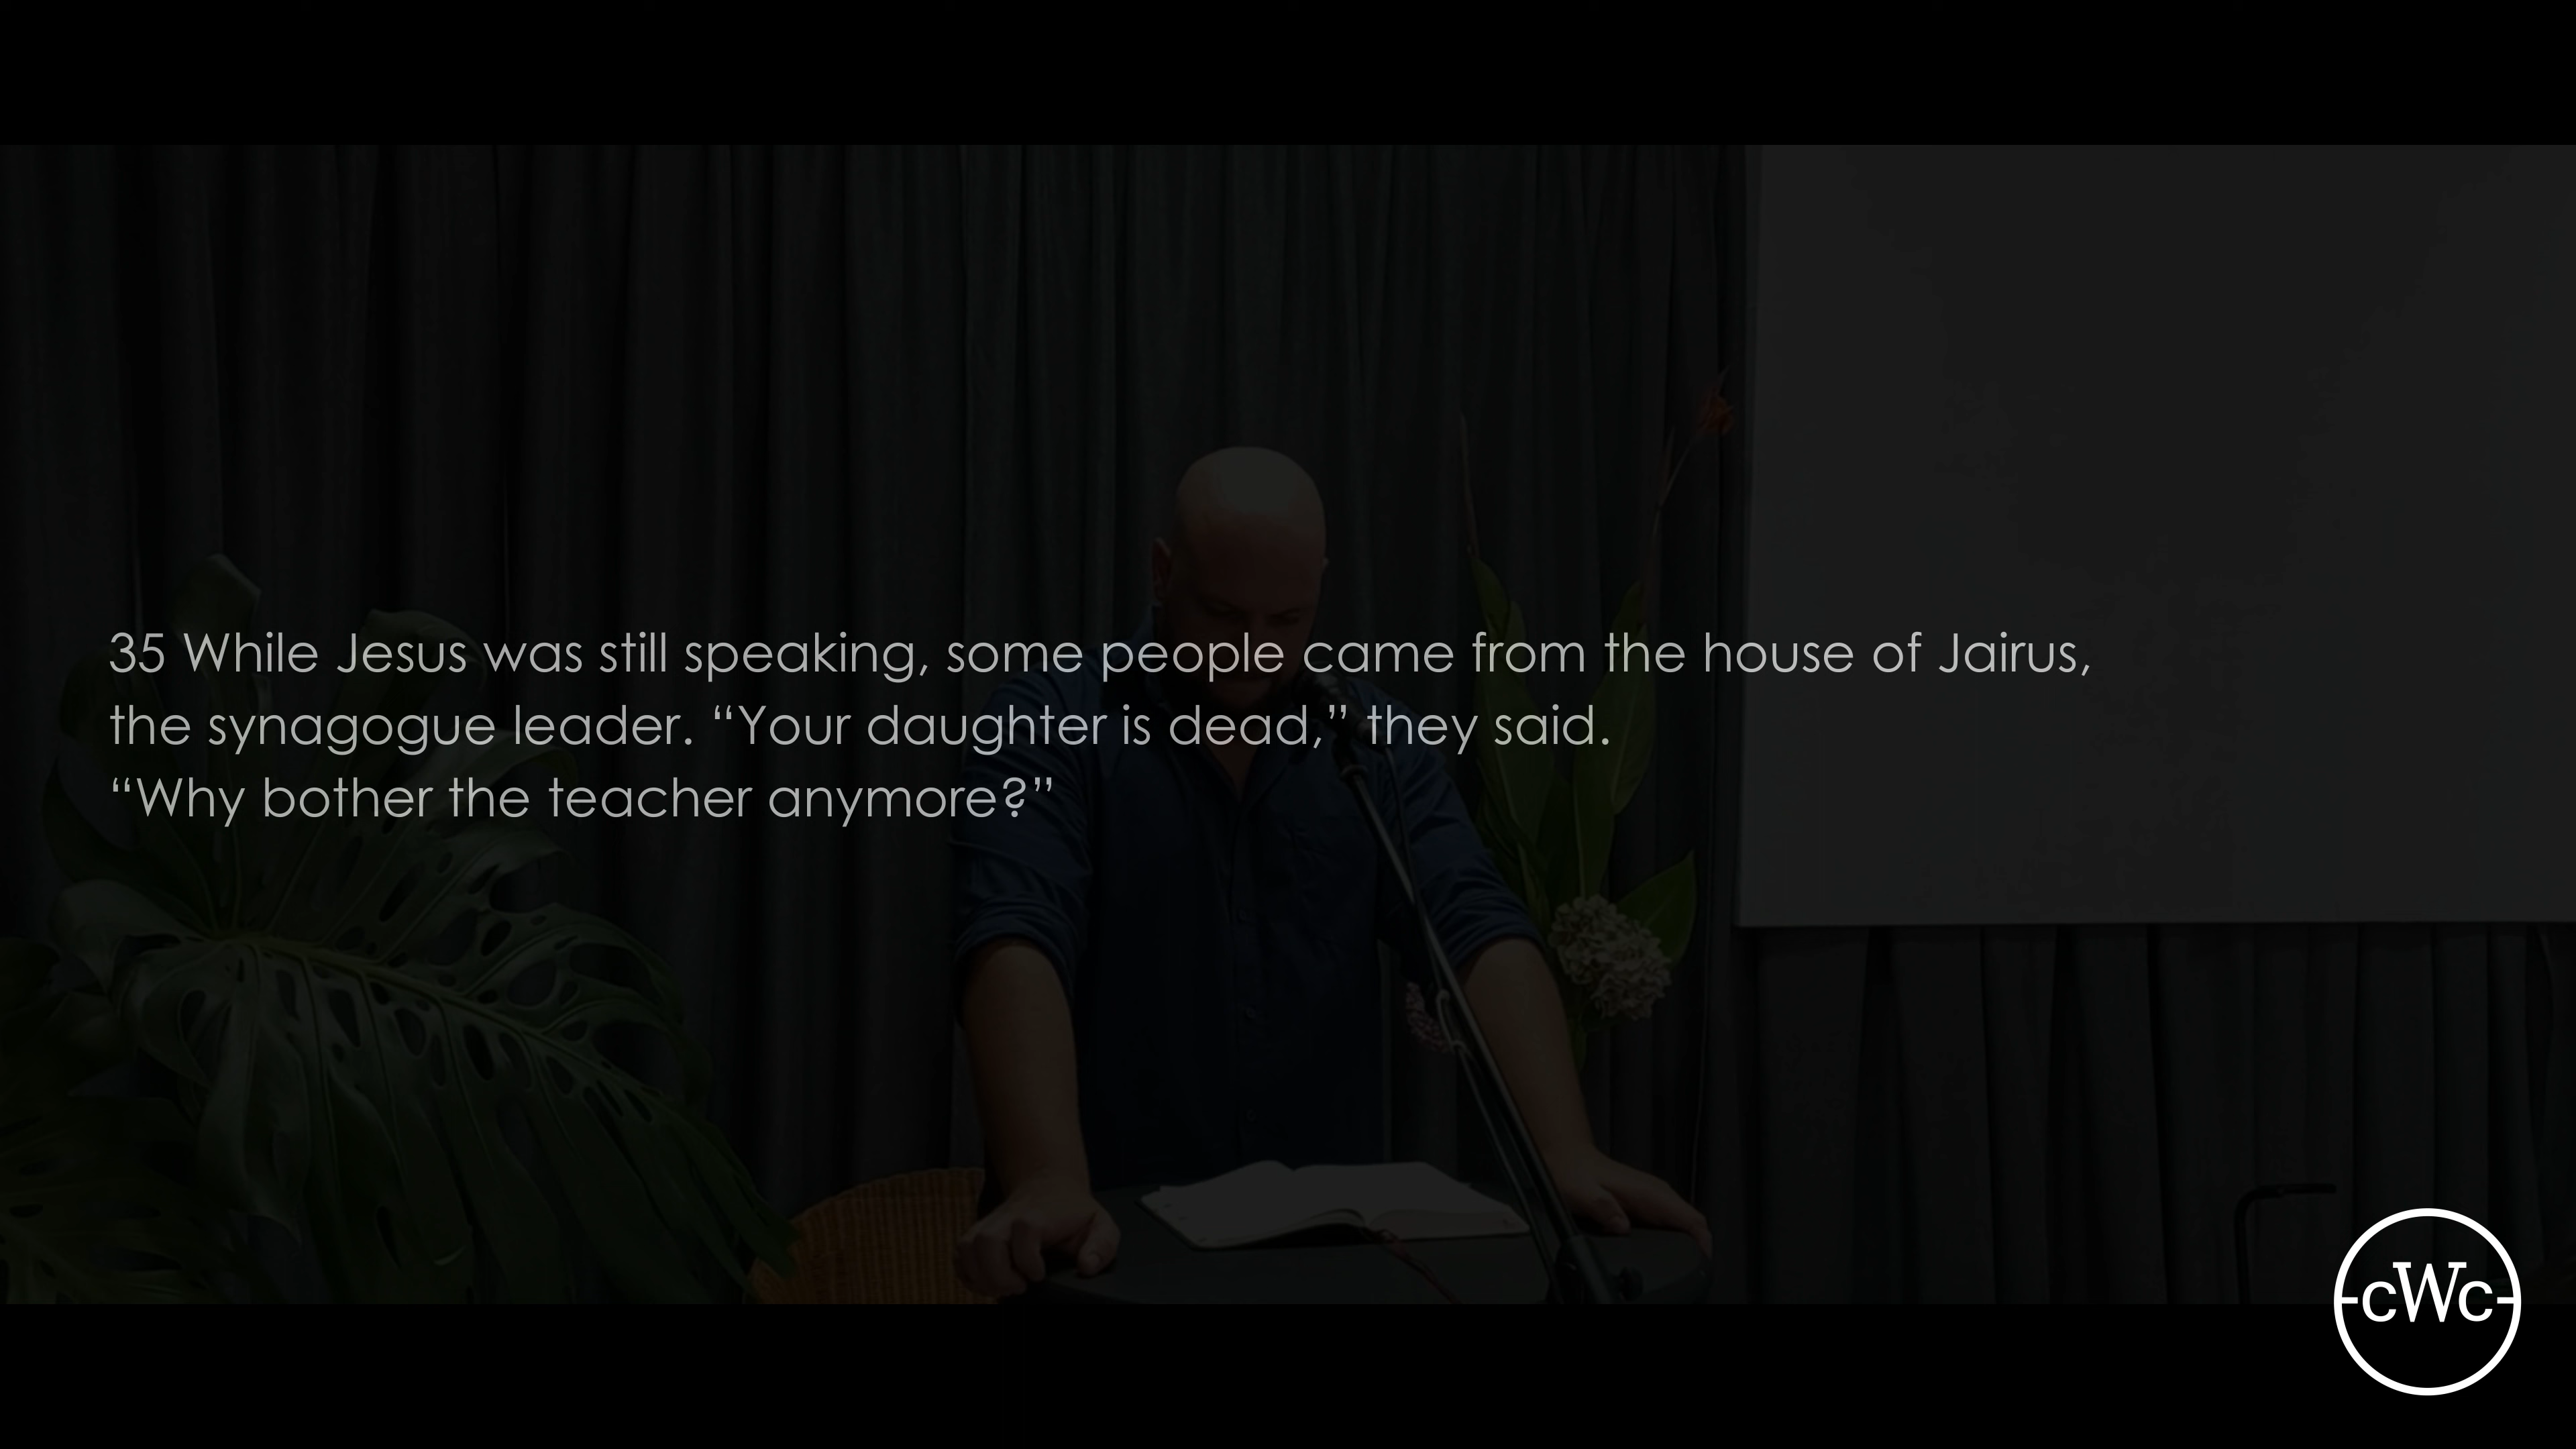 35 While Jesus was still speaking, some people came from the house of Jairus,
the synagogue leader. “Your daughter is dead,” they said.
“Why bother the teacher anymore?”
cWc